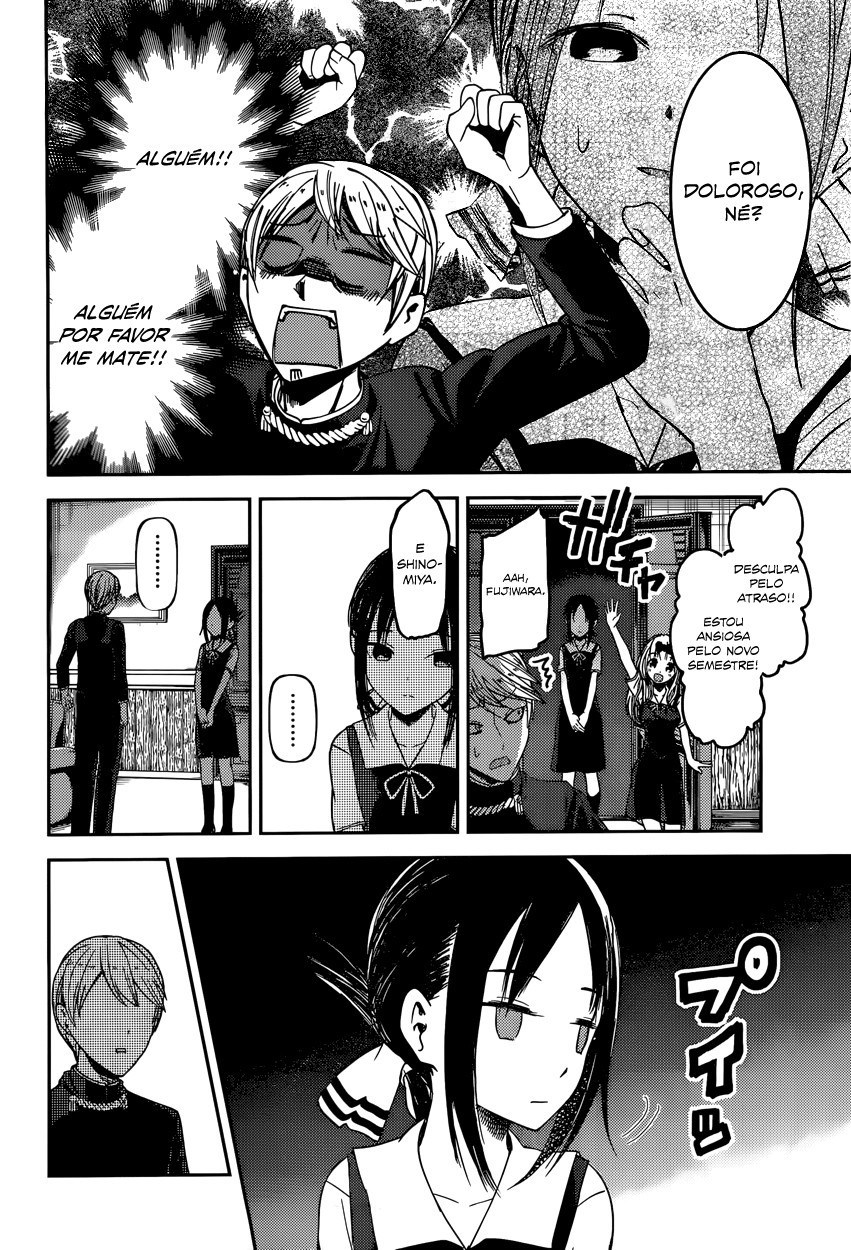 FOI
DOLOROSO,
NÉ?
ALGUÉM!!
ALGUÉM
POR FAVOR
ME MATE!!
ガチャ
DESCULPA
PELO
ATRASO!!
ESTOU
ANSIOSA
PELO NOVO
SEMESTRE!
AAH,
FUJIWARA.
E
SHINO-
MIYA.
.........
.........
プイッ